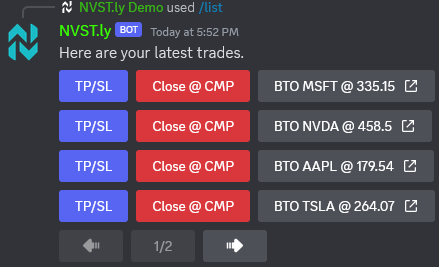 NVST.ly Demo used /list
NVST.ly BOT Today at 5:52 PM
Here are your latest trades.
TP/SL Close @ CMP BTO MSFT @ 335.15
TP/SL Close @ CMP BTO NVDA @ 458.5
TP/SL Close @ CMP BTO AAPL @ 179.54
TP/SL Close @ CMP BTO TSLA @ 264.07
1/2